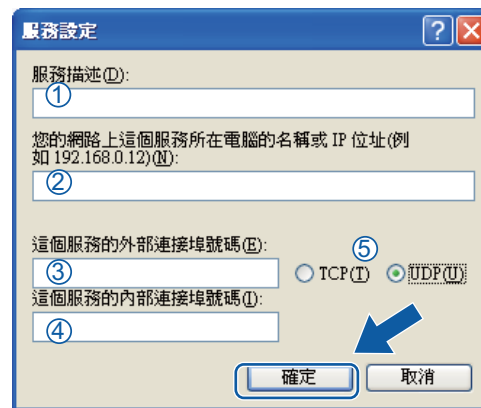 服務設定
服務描述(D):
①
您的網路上這個服務所在電腦的名稱或 IP 位址(例
如 192.168.0.12)(N):
②
這個服務的外部連接埠號碼(E):
⑤
③
TCP(T) UDP(U)
這個服務的內部連接埠號碼(I):
④
確定 取消